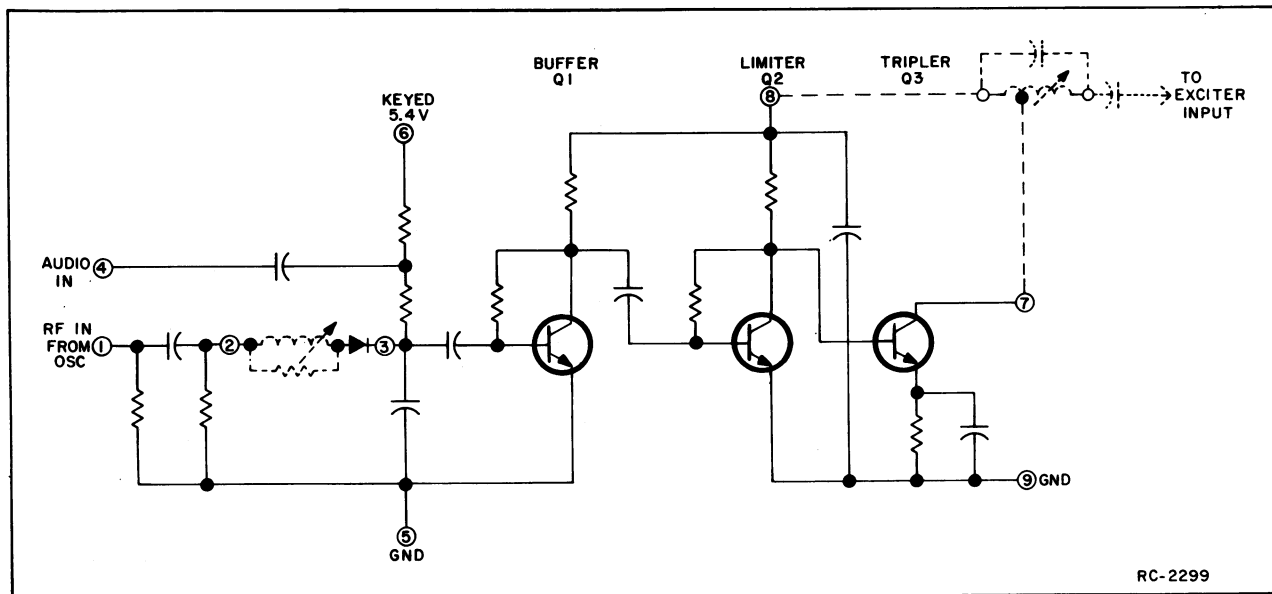 BUFFER
Q1
LIMITER
Q2
TRIPLER
Q3
8
TO
EXCITER
INPUT
KEYED
5.4V
6
AUDIO
IN
4
RF IN
FROM
OSC
1
2
3
7
9 GND
5
GND
RC-2299